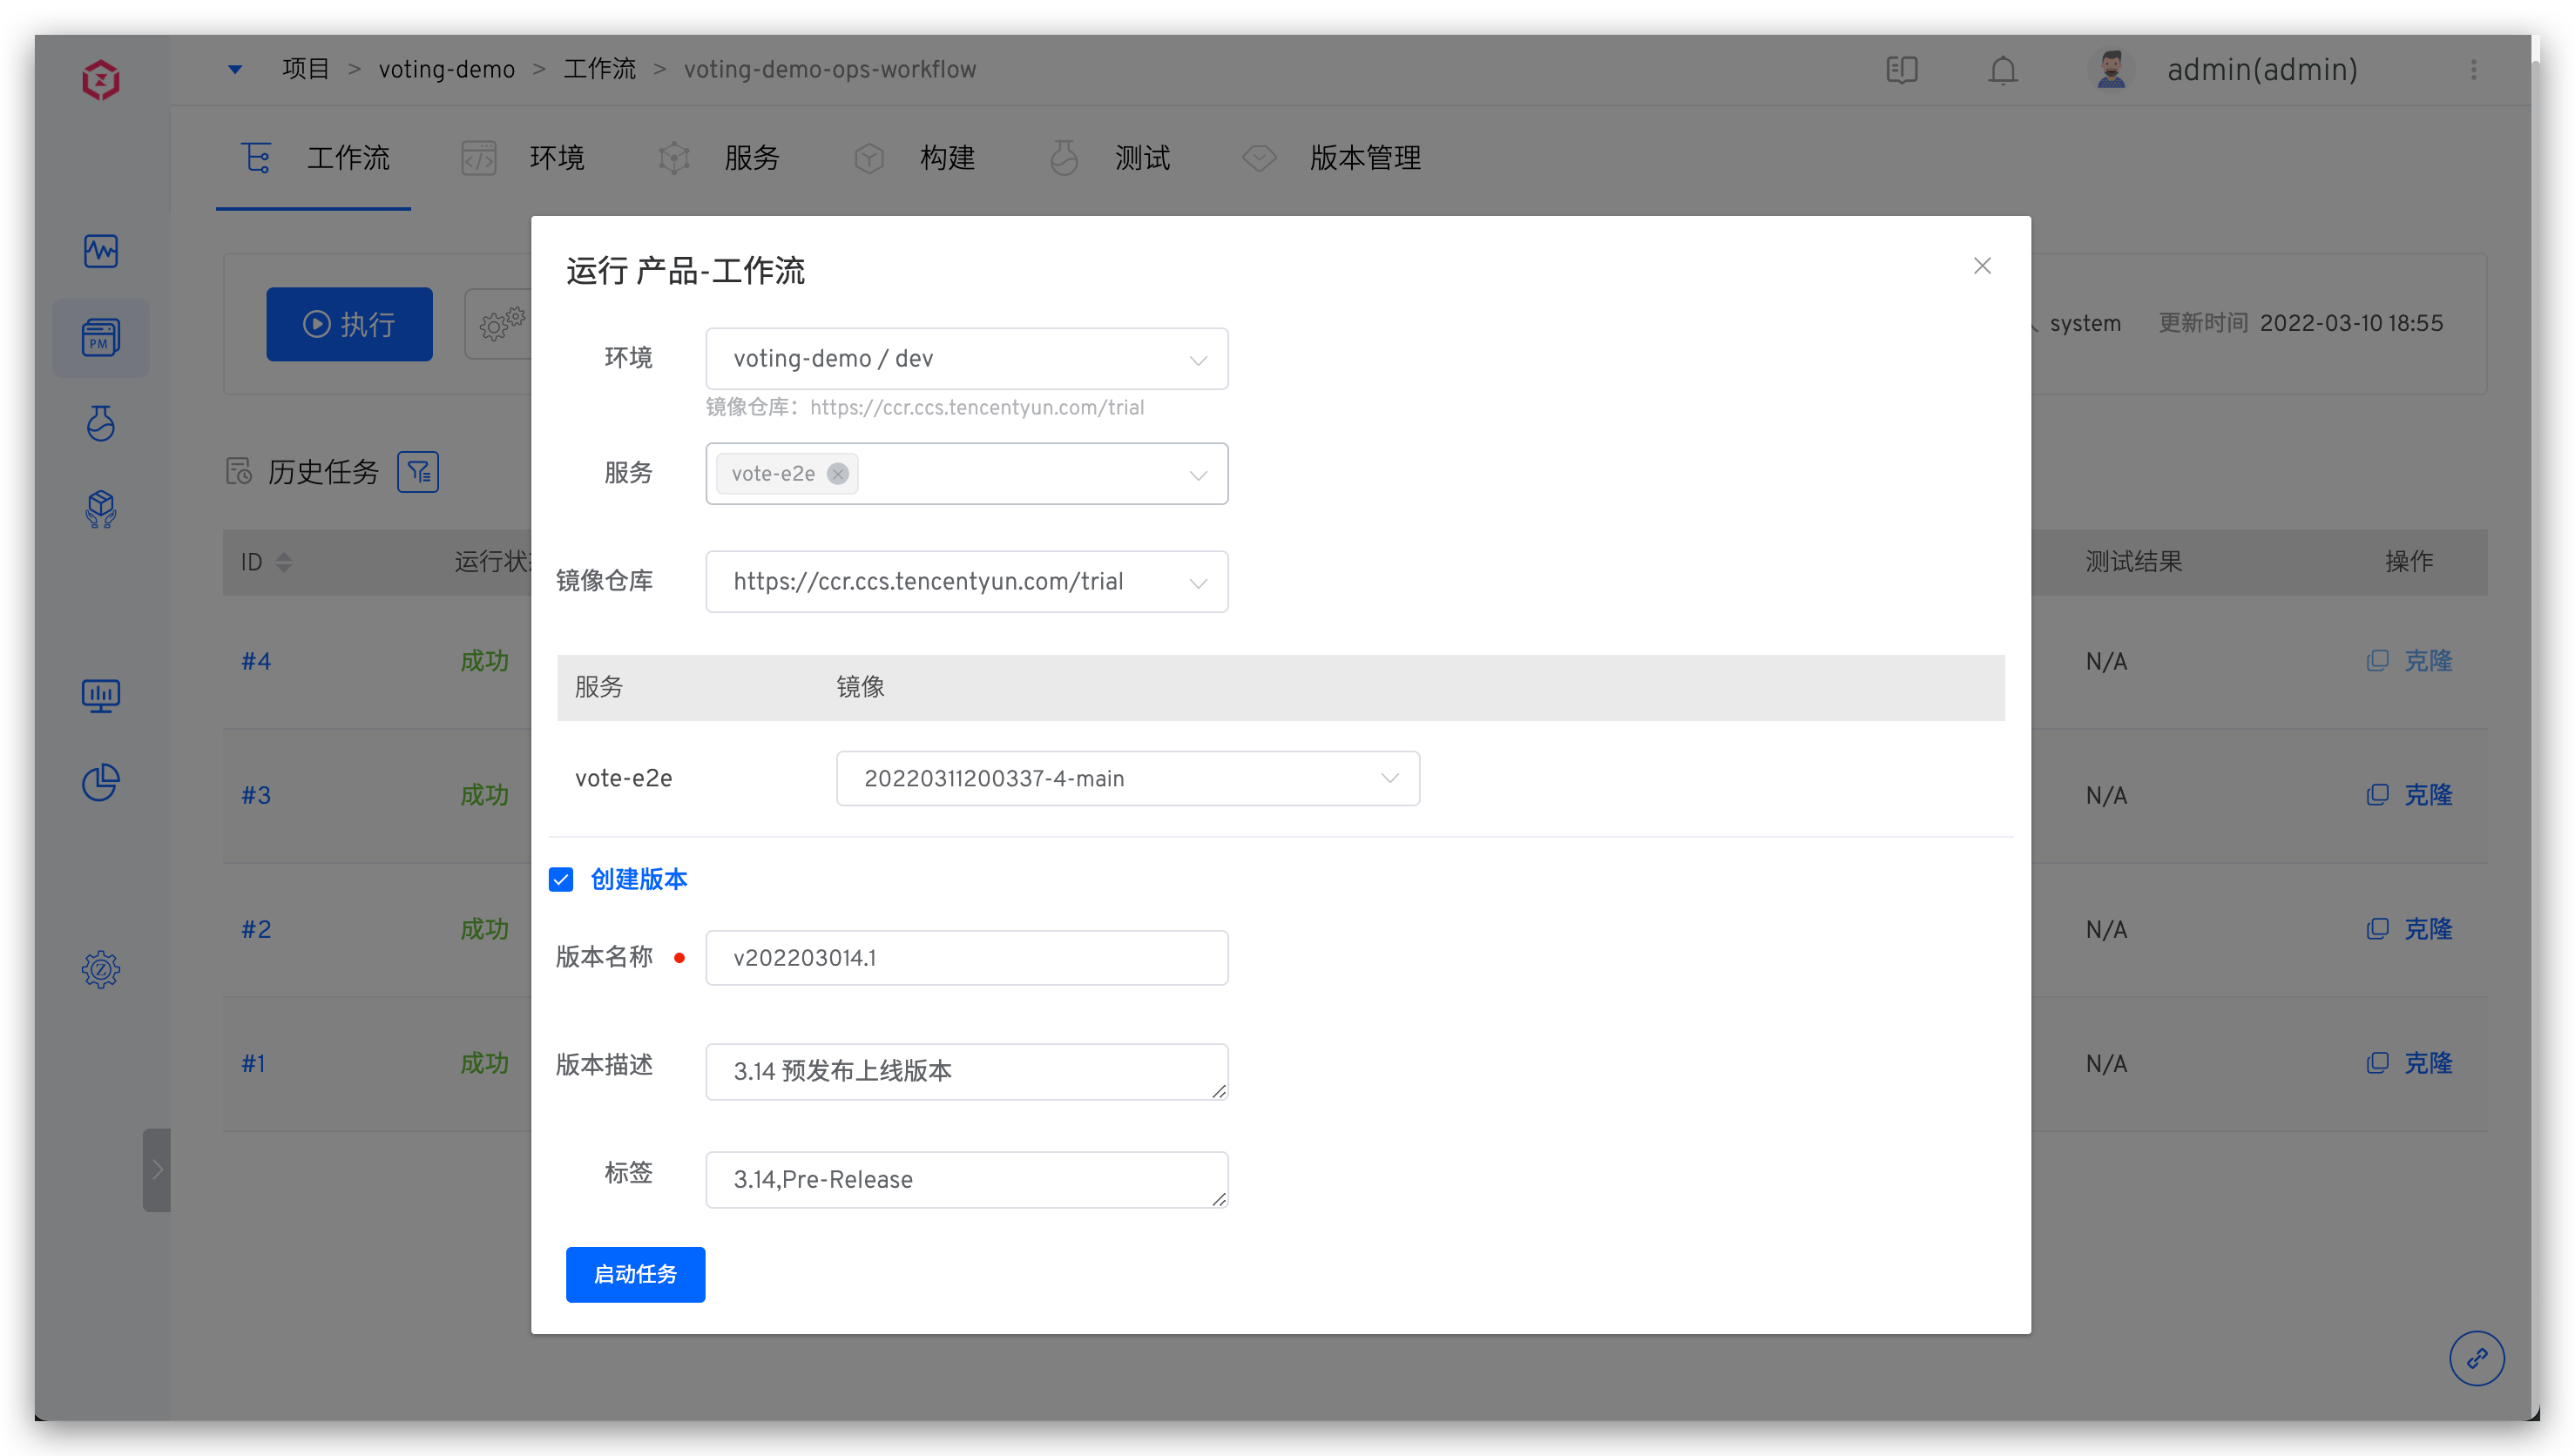 项目 > voting-demo > 工作流 > voting-demo-ops-workflow
admin(admin)
工作流
环境
服务
构建
测试
版本管理
执行
system 更新时间 2022-03-10 18:55
历史任务
ID 运行状 测试结果 操作
#4 成功 N/A 克隆
#3 成功 N/A 克隆
#2 成功 N/A 克隆
#1 成功 N/A 克隆
PM
运行 产品-工作流
环境 voting-demo / dev
镜像仓库：https://ccr.ccs.tencentyun.com/trial
服务 vote-e2e
镜像仓库 https://ccr.ccs.tencentyun.com/trial
服务 镜像
vote-e2e 20220311200337-4-main
创建版本
版本名称 v202203014.1
版本描述 3.14 预发布上线版本
标签 3.14,Pre-Release
启动任务